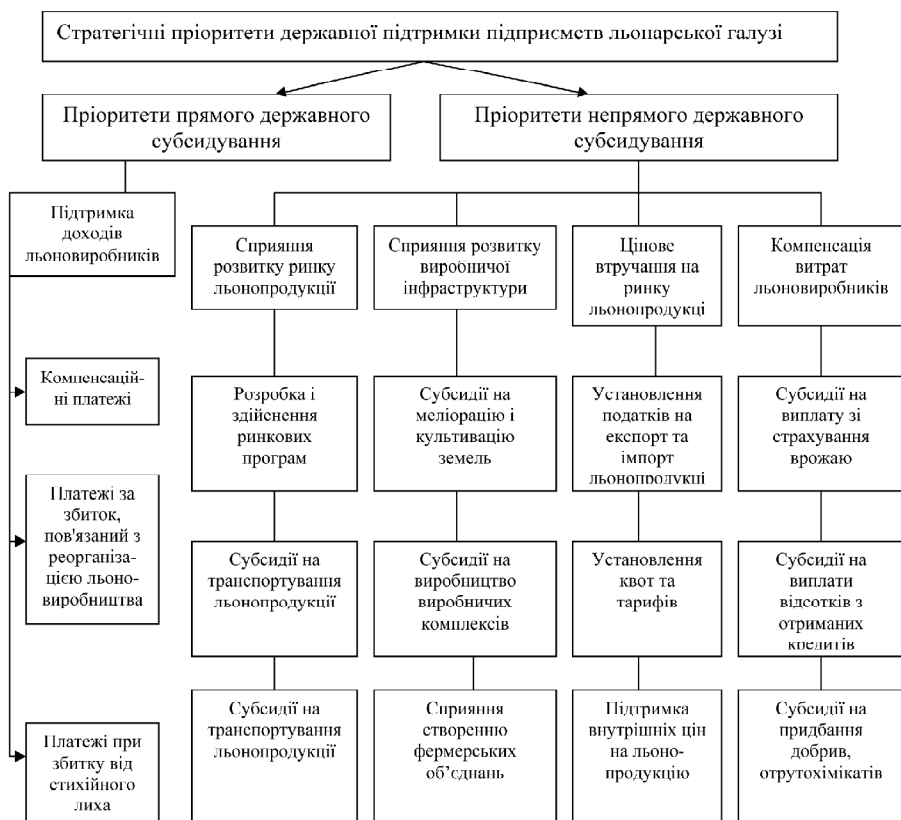 Стратегічні пріоритети державної підтримки підприємств льонарської галузі
Пріоритети прямого державного
субсидування
Пріоритети непрямого державного
субсидування
Підтримка
доходів
льоновиробників
Компенсацій-
ні платежі
Платежі за
збиток,
пов'язаний з
реорганіза-
цією льоно-
виробництва
Платежі при
збитку від
стихійного
лиха
Сприяння
розвитку ринку
льонопродукції
Розробка і
здійснення
ринкових
програм
Субсидії на
транспортування
льонопродукції
Субсидії на
транспортування
льонопродукції
Сприяння розвитку
виробничої
інфраструктури
Субсидії на
меліорацію і
культивацію
земель
Субсидії на
виробництво
виробничих
комплексів
Сприяння
створенню
фермерських
об’єднань
Цінове
втручання на
ринку
льонопродукці
Установлення
податків на
експорт та
імпорт
льонопродукці
Установлення
квот та
тарифів
Підтримка
внутрішніх цін
на льоно-
продукцію
Компенсація
витрат
льоновиробників
Субсидії на
виплату зі
страхування
врожаю
Субсидії на
виплати
відсотків з
отриманих
кредитів
Субсидії на
придбання
добрив,
отрутохімікатів